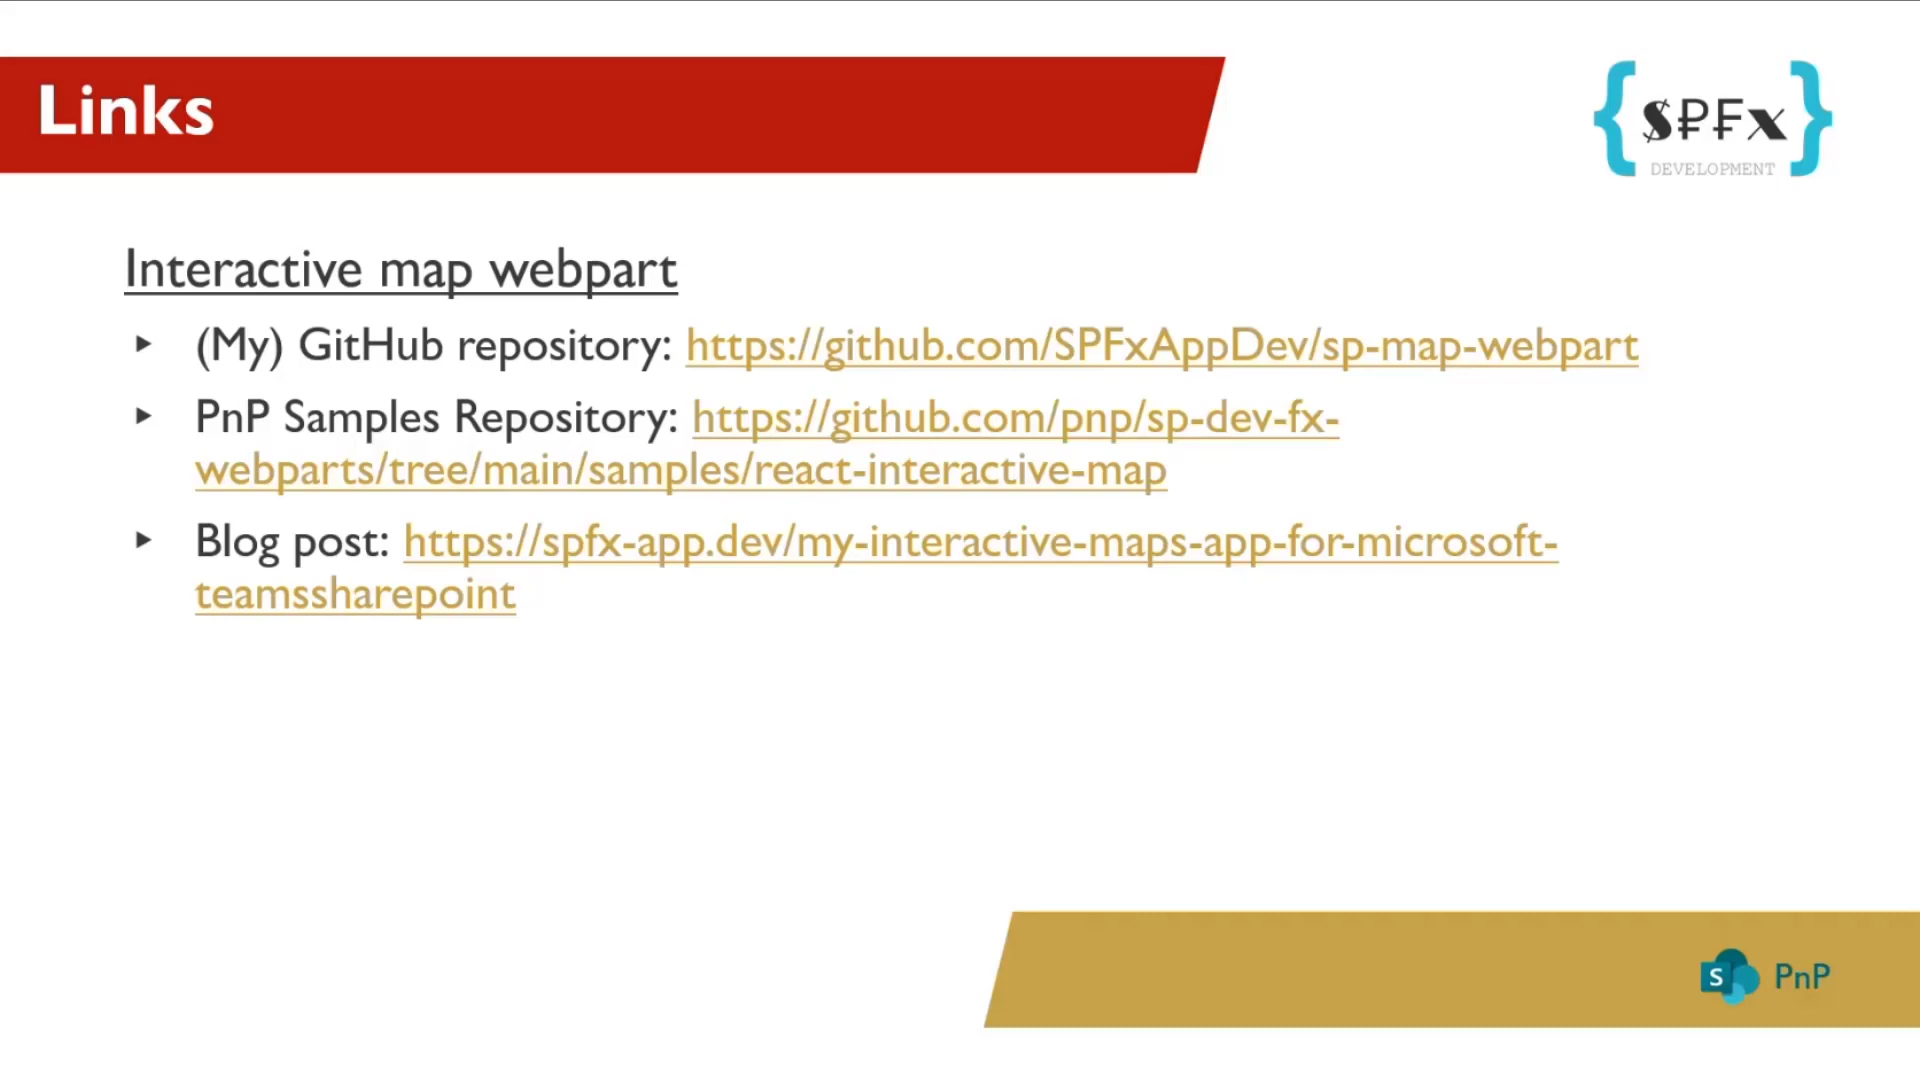 Links
{ $₽₣x }
DEVELOPMENT
Interactive map webpart
(My) GitHub repository: https://github.com/SPFxAppDev/sp-map-webpart
PnP Samples Repository: https://github.com/pnp/sp-dev-fx-
webparts/tree/main/samples/react-interactive-map
Blog post: https://spfx-app.dev/my-interactive-maps-app-for-microsoft-
teamssharepoint
S PnP